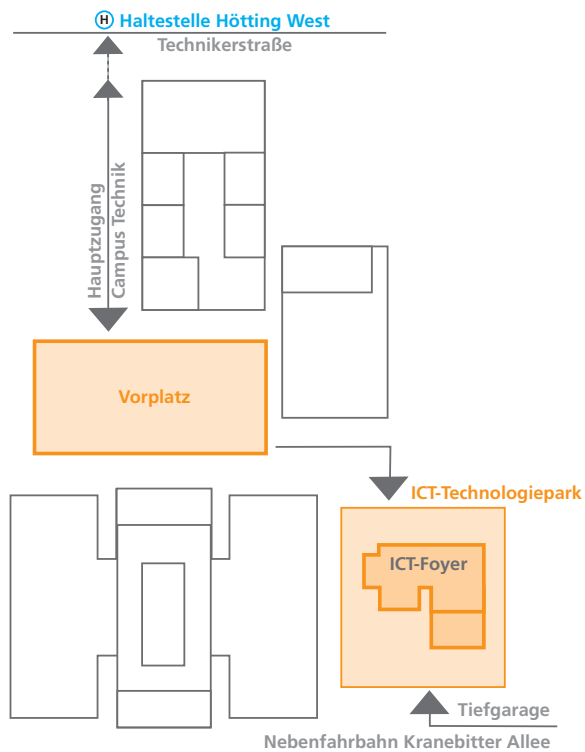 H Haltestelle Hötting West
Technikerstraße
Hauptzugang
Campus Technik
Vorplatz
ICT-Technologiepark
ICT-Foyer
Tiefgarage
Nebenfahrbahn Kranebitter Allee